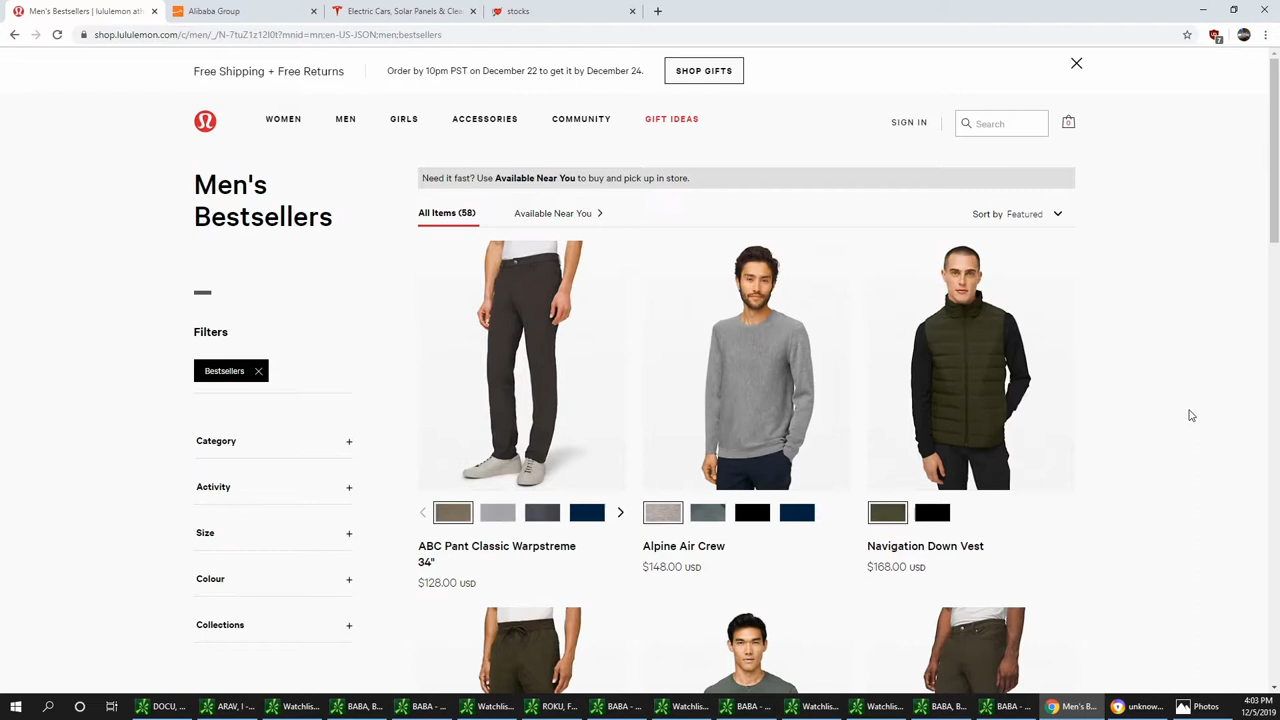 Men's Bestsellers | lululemon ath
Alibaba Group
Electric Cars, Solar Panels & Clea
stocks
shop.lululemon.com/c/men/_/N-7tuZ1z12l0t?mnid=mn;en-US-JSON;men;bestsellers
7
Free Shipping + Free Returns
Order by 10pm PST on December 22 to get it by December 24.
SHOP GIFTS
WOMEN
MEN
GIRLS
ACCESSORIES
COMMUNITY
GIFT IDEAS
SIGN IN
Search
0
Men's
Bestsellers
Need it fast? Use Available Near You to buy and pick up in store.
All Items (58)
Available Near You
Sort by Featured
Filters
Bestsellers
Category
Activity
Size
Colour
Collections
ABC Pant Classic Warpstreme
34"
$128.00 USD
Alpine Air Crew
$148.00 USD
Navigation Down Vest
$168.00 USD
DOCU, ...
ARAV, I -...
Watchlis...
BABA, B...
BABA - ...
Watchlis...
ROKU, F...
BABA - ...
Watchlis...
BABA - ...
Watchlis...
Watchlis...
BABA, B...
BABA - ...
Men's B...
unknow...
Photos
4:03 PM
12/5/2019